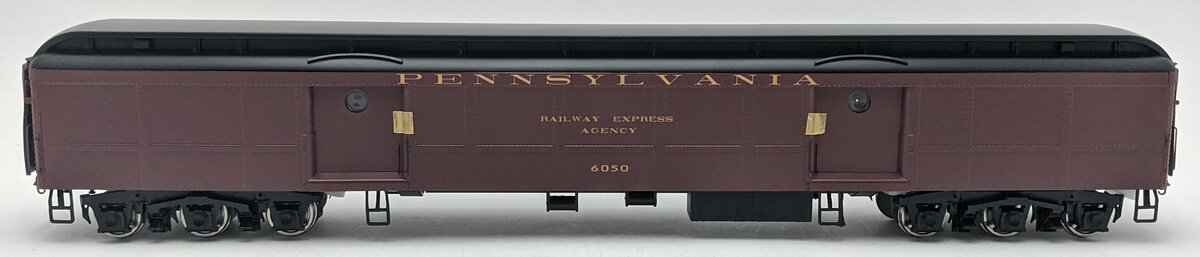 PENNSYLVANIA
RAILWAY EXPRESS
AGENCY
6050